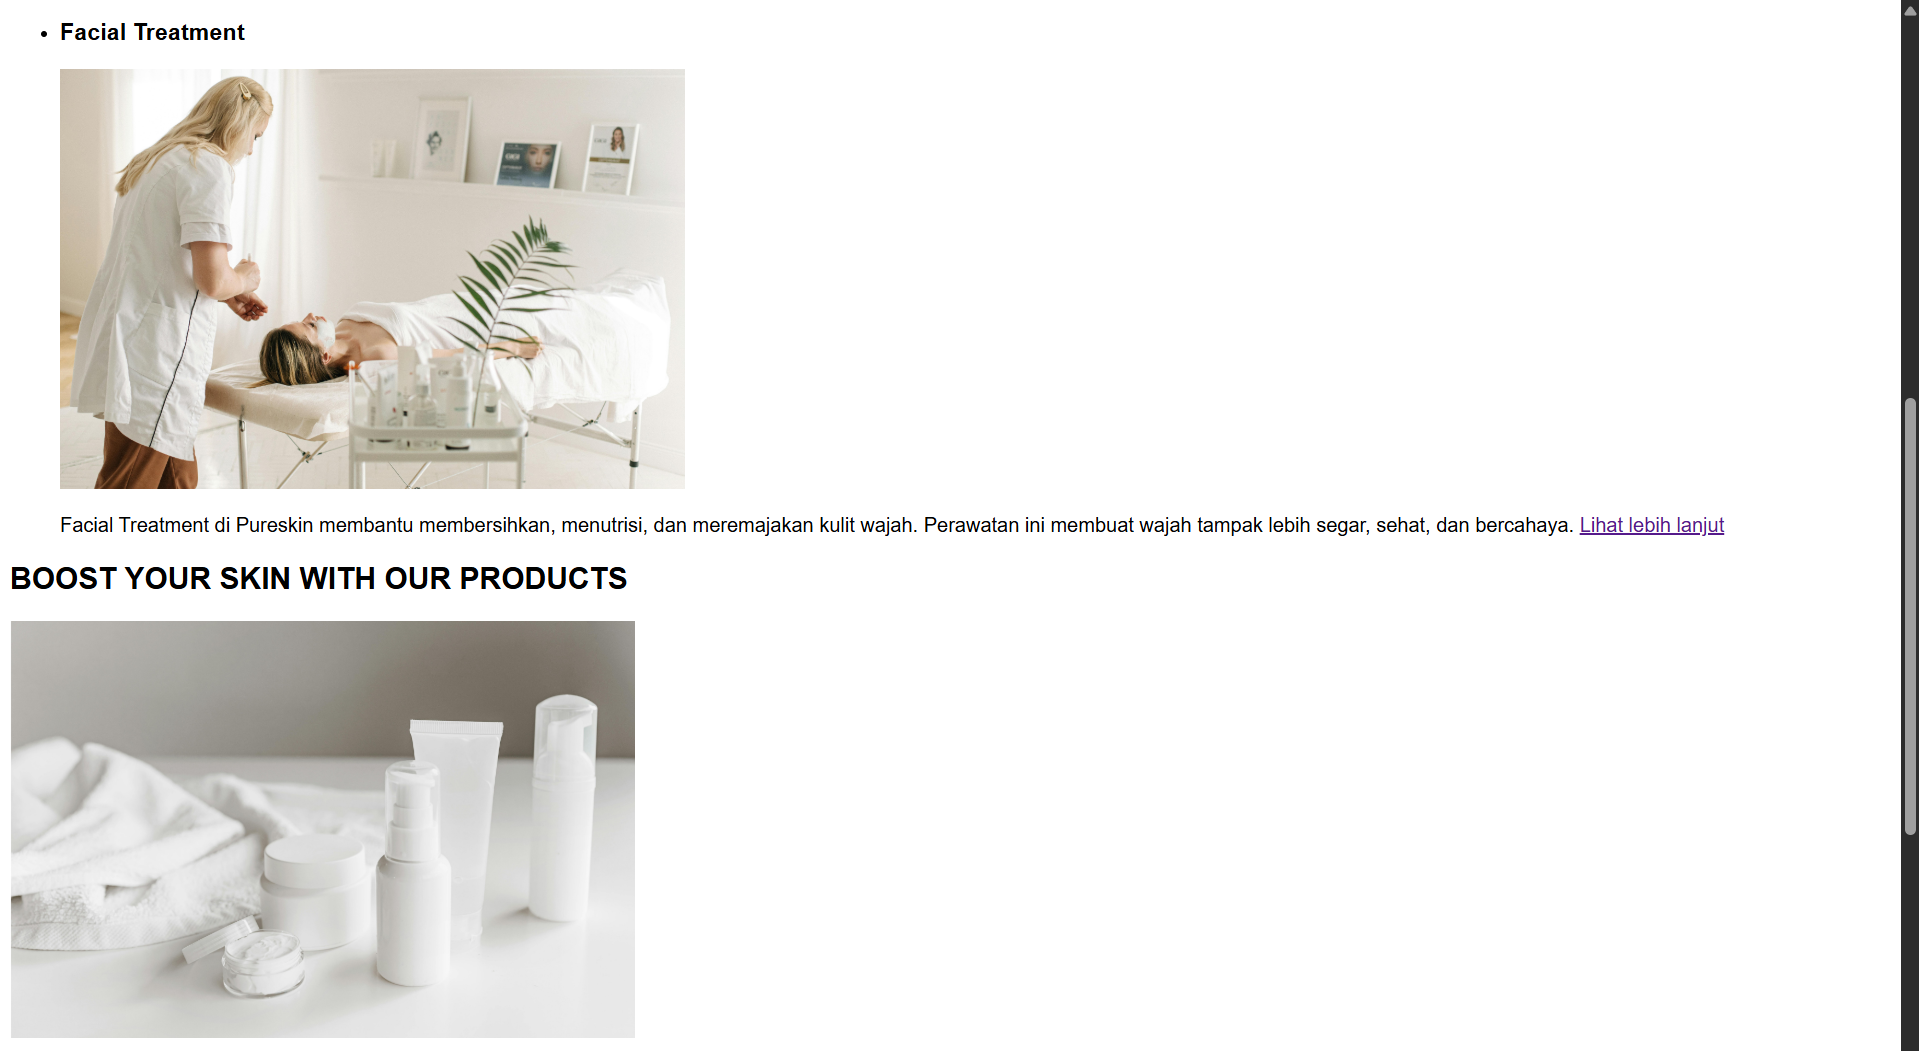 Facial Treatment
Facial Treatment di Pureskin membantu membersihkan, menutrisi, dan meremajakan kulit wajah. Perawatan ini membuat wajah tampak lebih segar, sehat, dan bercahaya. Lihat lebih lanjut
BOOST YOUR SKIN WITH OUR PRODUCTS